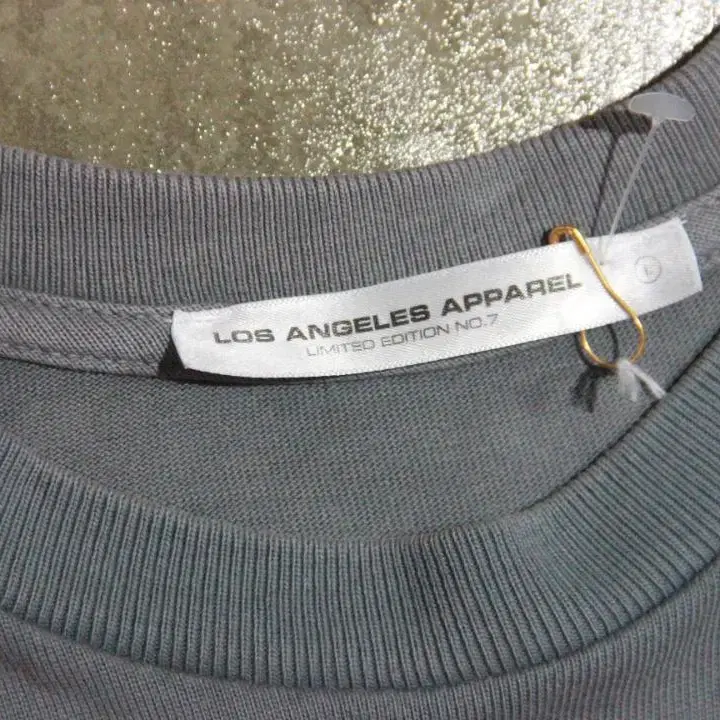 LOS ANGELES APPAREL
LIMITED EDITION NO.7
L